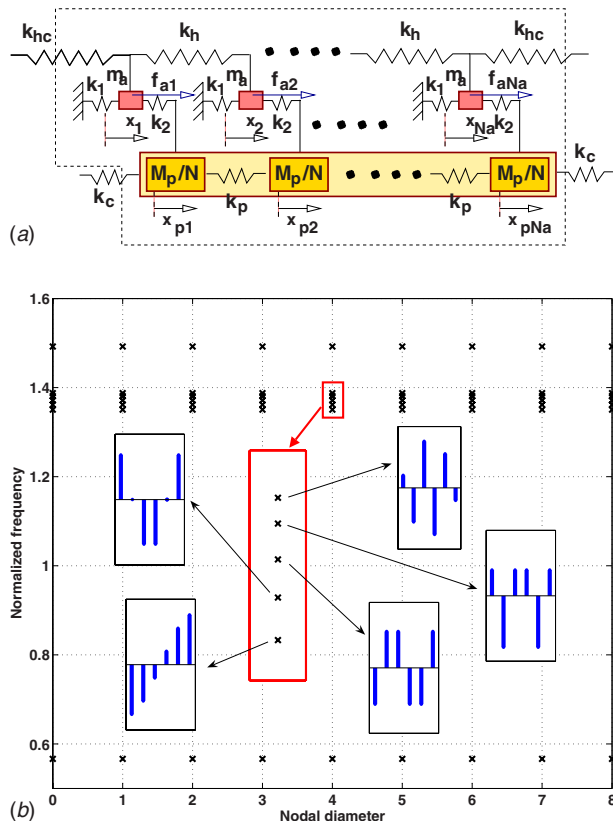 k_hc k_h k_h k_hc
k_1 m_a f_a1 k_1 m_a f_a2 k_1 m_a f_aNa
x_1 k_2 x_2 k_2 x_Na k_2
k_c M_p/N M_p/N M_p/N k_c
k_p k_p
x_p1 x_p2 x_pNa
(a)
1.6
1.4
1.2
1
0.8
0.6
Normalized frequency
0 1 2 3 4 5 6 7 8
Nodal diameter
(b)